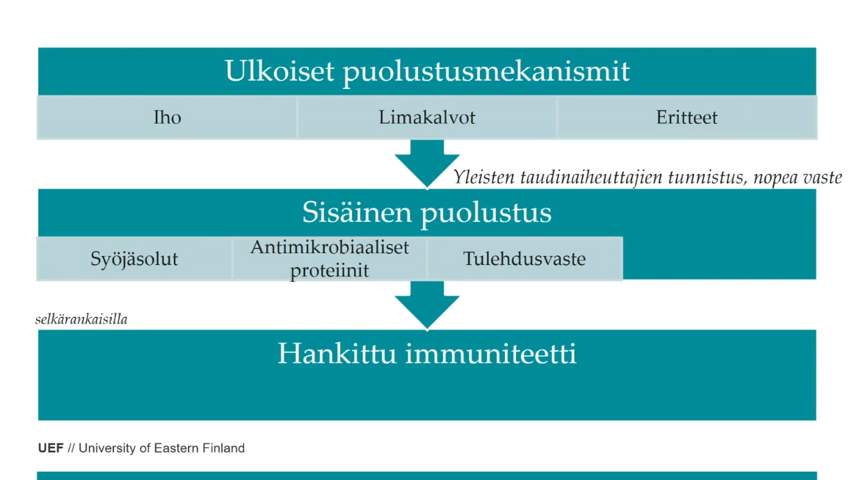 Ulkoiset puolustusmekanismit
Iho
Limakalvot
Eritteet
Yleisten taudinaiheuttajien tunnistus, nopea vaste
Sisäinen puolustus
Syöjäsolut
Antimikrobiaaliset
proteiinit
Tulehdusvaste
selkärankaisilla
Hankittu immuniteetti
UEF // University of Eastern Finland